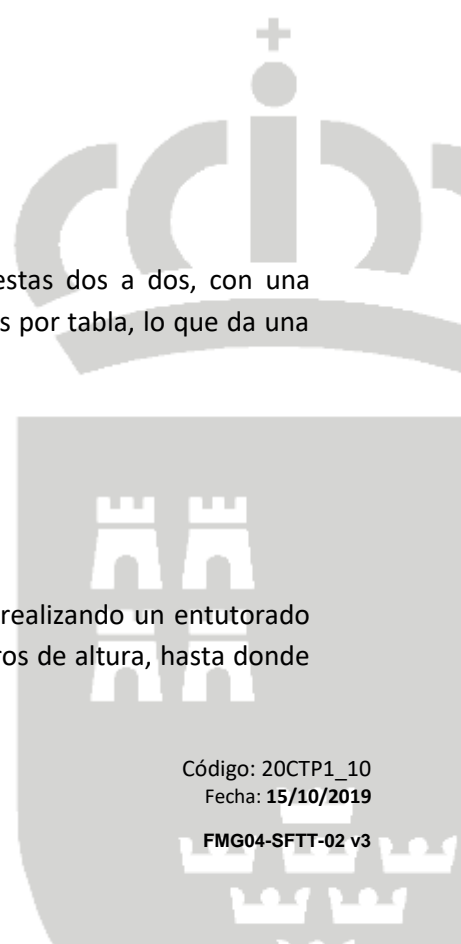 estas dos a dos, con una
s por tabla, lo que da una
realizando un entutorado
ros de altura, hasta donde
Código: 20CTP1_10
Fecha: 15/10/2019
FMG04-SFTT-02 v3